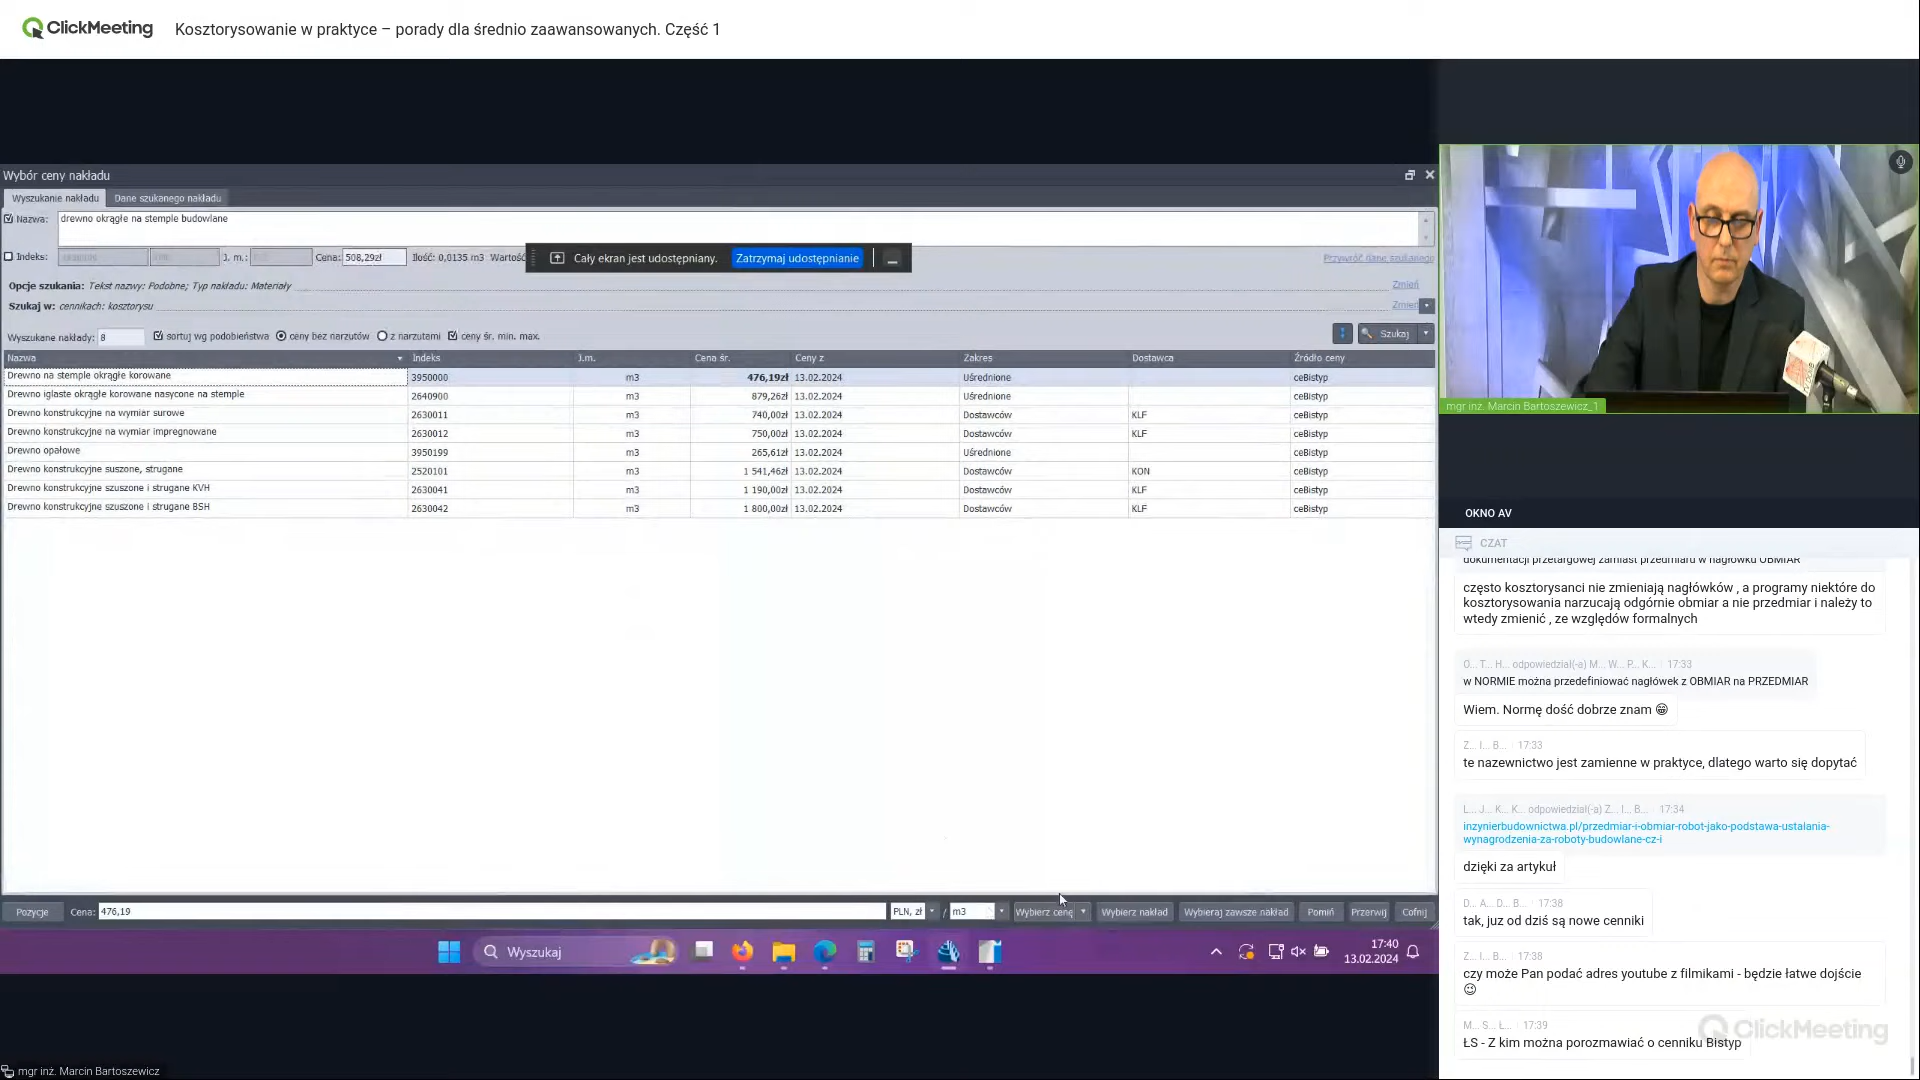 ClickMeeting
Kosztorysowanie w praktyce – porady dla średnio zaawansowanych. Część 1
Wybór ceny nakładu
Wyszukanie nakładu Dane szukanego nakładu
Nazwa: drewno okrągłe na stemple budowlane
Indeks: J. m.: Cena: 508,29zł Ilość: 0,0135 m3 Wartość
Cały ekran jest udostępniany. Zatrzymaj udostępnianie
Przywróć dane szukanego
Opcje szukania: Tekst nazwy: Podobne; Typ nakładu: Materiały Zmień
Szukaj w: cennikach: kosztorysu Zmień
Wyszukane nakłady: 8 sortuj wg podobieństwa ceny bez narzutów z narzutami ceny śr. min. max. Szukaj
Nazwa Indeks J.m. Cena śr. Ceny z Zakres Dostawca Źródło ceny
Drewno na stemple okrągłe korowane 3950000 m3 476,19zł 13.02.2024 Uśrednione ceBistyp
Drewno iglaste okrągłe korowane nasycone na stemple 2640900 m3 879,26zł 13.02.2024 Uśrednione ceBistyp
Drewno konstrukcyjne na wymiar surowe 2630011 m3 740,00zł 13.02.2024 Dostawców KLF ceBistyp
Drewno konstrukcyjne na wymiar impregnowane 2630012 m3 750,00zł 13.02.2024 Dostawców KLF ceBistyp
Drewno opałowe 3950199 m3 265,61zł 13.02.2024 Uśrednione ceBistyp
Drewno konstrukcyjne suszone, strugane 2520101 m3 1 541,46zł 13.02.2024 Dostawców KON ceBistyp
Drewno konstrukcyjne szuszone i strugane KVH 2630041 m3 1 190,00zł 13.02.2024 Dostawców KLF ceBistyp
Drewno konstrukcyjne szuszone i strugane BSH 2630042 m3 1 800,00zł 13.02.2024 Dostawców KLF ceBistyp
Pozycje Cena: 476,19 PLN, zł / m3 Wybierz cenę Wybierz nakład Wybieraj zawsze nakład Pomiń Przerwij Cofnij
Wyszukaj
17:40
13.02.2024
mgr inż. Marcin Bartoszewicz
mgr inż. Marcin Bartoszewicz_1
OKNO AV
CZAT
dokumentacji przetargowej zamiast przedmiaru w nagłówku OBMIAR
często kosztorysanci nie zmieniają nagłówków , a programy niektóre do
kosztorysowania narzucają odgórnie obmiar a nie przedmiar i należy to
wtedy zmienić , ze względów formalnych
O... T... H... odpowiedział(-a) M... W... P... K... 17:33
w NORMIE można przedefiniować nagłówek z OBMIAR na PRZEDMIAR
Wiem. Normę dość dobrze znam 😁
Z... I... B... 17:33
te nazewnictwo jest zamienne w praktyce, dlatego warto się dopytać
L... J... K... K... odpowiedział(-a) Z... I... B... 17:34
inzynierbudownictwa.pl/przedmiar-i-obmiar-robot-jako-podstawa-ustalania-
wynagrodzenia-za-roboty-budowlane-cz-i
dzięki za artykuł
D... A... D... B... 17:38
tak, juz od dziś są nowe cenniki
Z... I... B... 17:38
czy może Pan podać adres youtube z filmikami - będzie łatwe dojście
😉
M... S... Ł... 17:39
ŁS - Z kim można porozmawiać o cenniku Bistyp
ClickMeeting